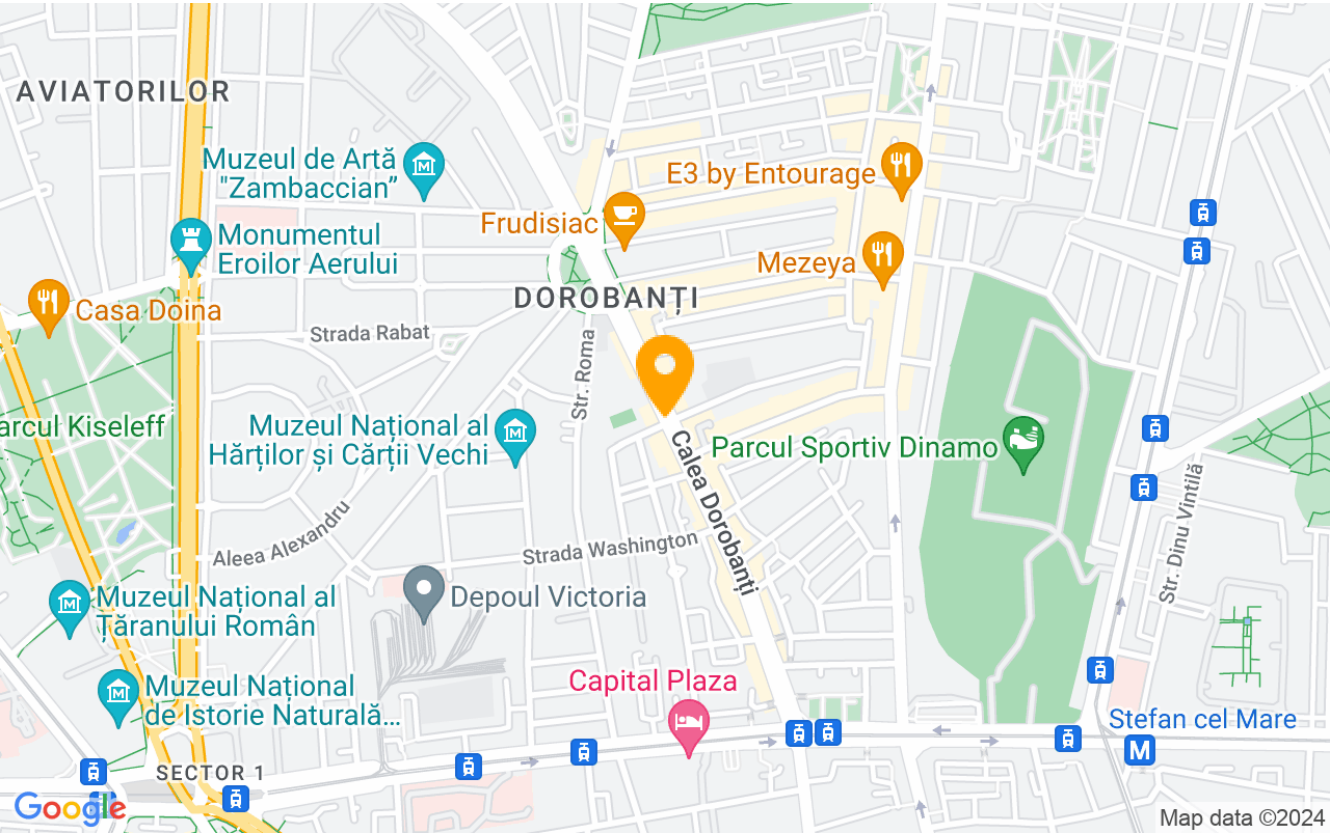 AVIATORILOR
Muzeul de Artă
"Zambaccian”
E3 by Entourage
Frudisiac
Monumentul
Eroilor Aerului
Mezeya
DOROBANȚI
Casa Doina
Strada Rabat
Str. Roma
arcul Kiseleff
Muzeul Național al
Hărților și Cărții Vechi
Calea Dorobanți
Parcul Sportiv Dinamo
Str. Dinu Vintilă
Aleea Alexandru
Strada Washington
Muzeul Național al
Țăranului Român
Depoul Victoria
Capital Plaza
Muzeul Național
de Istorie Naturală...
Stefan cel Mare
M
SECTOR 1
Google
Map data ©2024